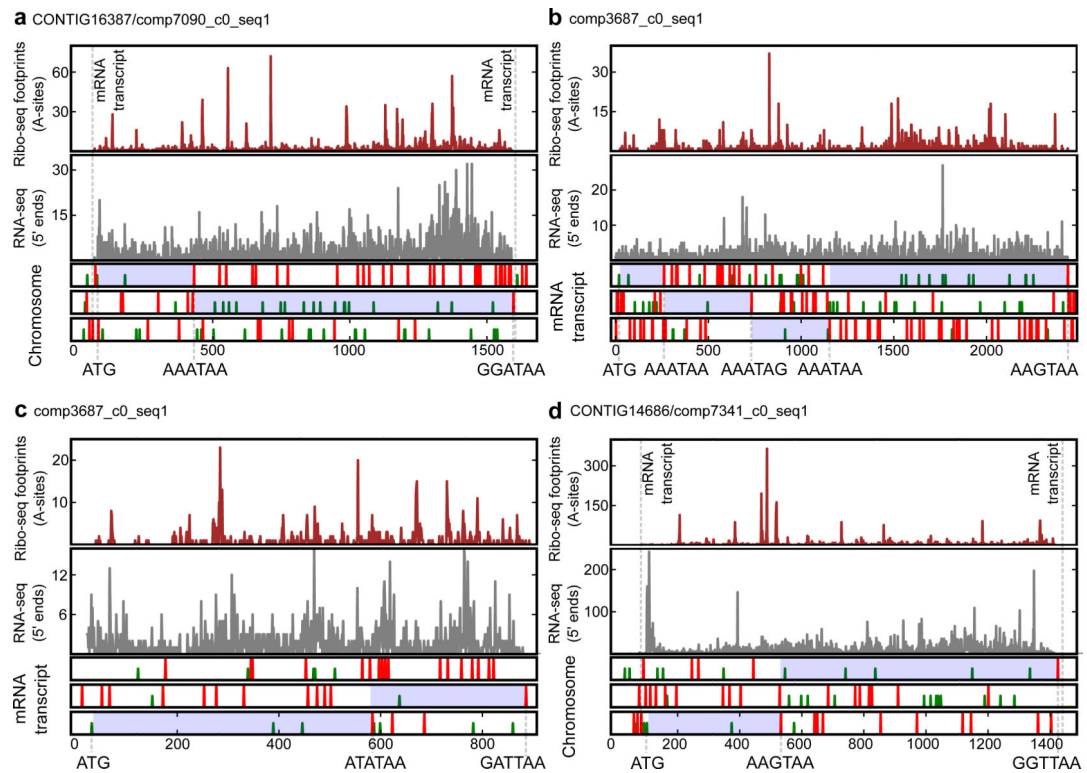 a CONTIG16387/comp7090_c0_seq1
Ribo-seq footprints
(A-sites)
60
30
mRNA
transcript
mRNA
transcript
RNA-seq
(5' ends)
30
15
Chromosome
0 500 1000 1500
ATG AAATAA GGATAA
b comp3687_c0_seq1
Ribo-seq footprints
(A-sites)
30
15
RNA-seq
(5' ends)
20
10
mRNA
transcript
0 500 1000 1500 2000
ATG AAATAA AAATAG AAATAA AAGTAA
c comp3687_c0_seq1
Ribo-seq footprints
(A-sites)
20
10
RNA-seq
(5' ends)
12
6
mRNA
transcript
200 400 600 800
ATG ATATAA GATTAA
d CONTIG14686/comp7341_c0_seq1
Ribo-seq footprints
(A-sites)
300
150
mRNA
transcript
mRNA
transcript
RNA-seq
(5' ends)
200
100
Chromosome
0 200 400 600 800 1000 1200 1400
ATG AAGTAA GGTTAA